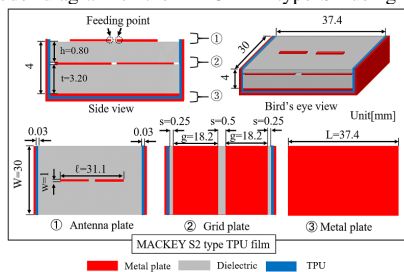 Feeding point
①
h=0.80
②
4
t=3.20
③
Side view
37.4
30
4
Bird's eye view
Unit[mm]
0.03
0.03
W=30
w=1
ℓ=31.1
① Antenna plate
s=0.25
s=0.5
s=0.25
g=18.2
g=18.2
② Grid plate
L=37.4
③ Metal plate
MACKEY S2 type TPU film
Metal plate
Dielectric
TPU